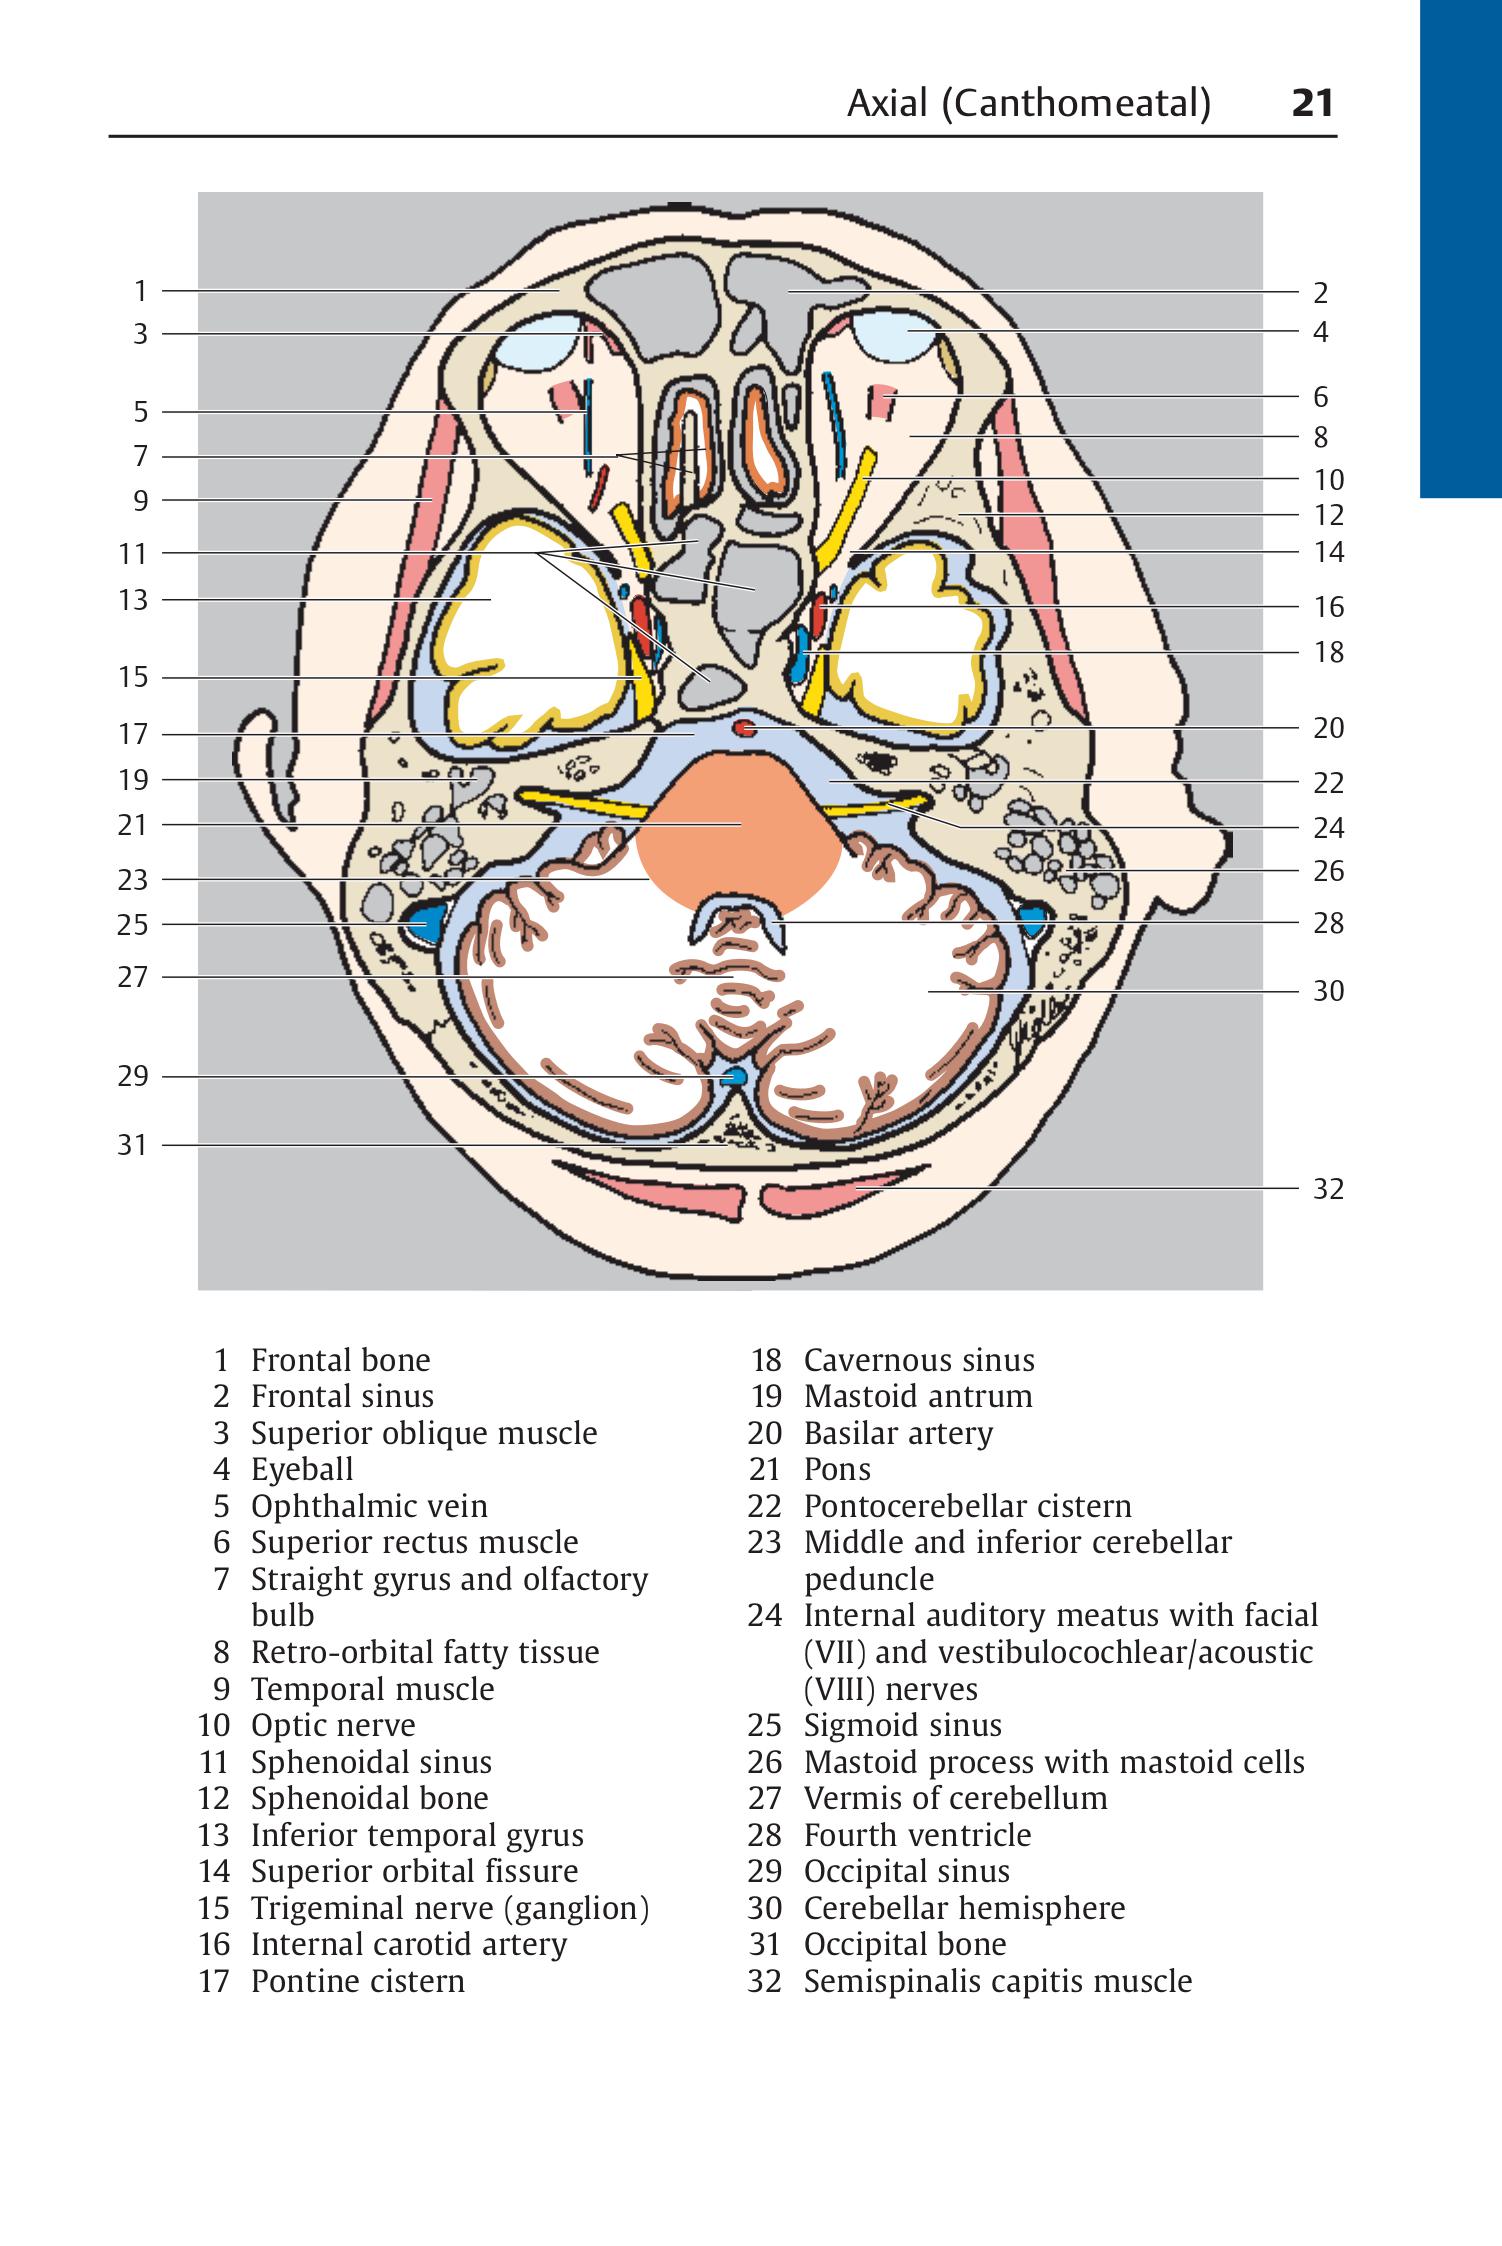 Axial (Canthomeatal) 21
1
2
3
4
5
6
7
8
9
10
11
12
13
14
15
16
17
18
19
20
21
22
23
24
25
26
27
28
29
30
31
32
1 Frontal bone
2 Frontal sinus
3 Superior oblique muscle
4 Eyeball
5 Ophthalmic vein
6 Superior rectus muscle
7 Straight gyrus and olfactory
bulb
8 Retro-orbital fatty tissue
9 Temporal muscle
10 Optic nerve
11 Sphenoidal sinus
12 Sphenoidal bone
13 Inferior temporal gyrus
14 Superior orbital fissure
15 Trigeminal nerve (ganglion)
16 Internal carotid artery
17 Pontine cistern
18 Cavernous sinus
19 Mastoid antrum
20 Basilar artery
21 Pons
22 Pontocerebellar cistern
23 Middle and inferior cerebellar
peduncle
24 Internal auditory meatus with facial
(VII) and vestibulocochlear/acoustic
(VIII) nerves
25 Sigmoid sinus
26 Mastoid process with mastoid cells
27 Vermis of cerebellum
28 Fourth ventricle
29 Occipital sinus
30 Cerebellar hemisphere
31 Occipital bone
32 Semispinalis capitis muscle